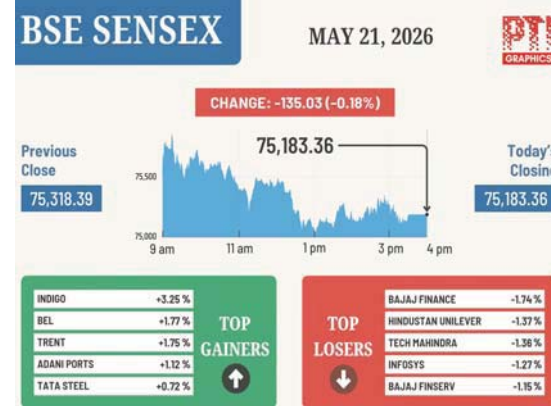 BSE SENSEX
MAY 21, 2026
PTI
GRAPHICS
CHANGE: -135.03 (-0.18%)
Previous
Close
75,318.39
75,183.36
Today's
Closing
75,183.36
75,500
75,000
9 am 11 am 1 pm 3 pm 4 pm
INDIGO +3.25 %
BEL +1.77 %
TRENT +1.75 %
ADANI PORTS +1.12 %
TATA STEEL +0.72 %
TOP
GAINERS
TOP
LOSERS
BAJAJ FINANCE -1.74 %
HINDUSTAN UNILEVER -1.37 %
TECH MAHINDRA -1.36 %
INFOSYS -1.27 %
BAJAJ FINSERV -1.15 %